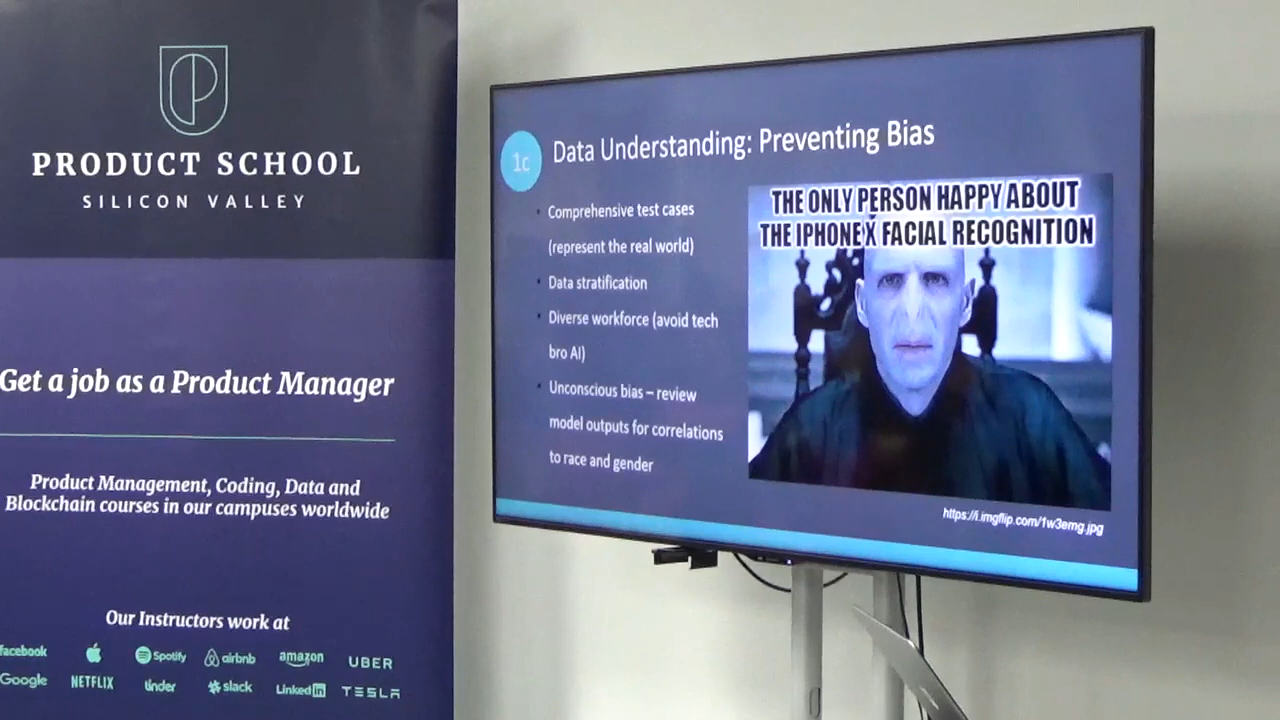 PRODUCT SCHOOL
SILICON VALLEY
Get a job as a Product Manager
Product Management, Coding, Data and
Blockchain courses in our campuses worldwide
Our Instructors work at
facebook
Spotify
airbnb
amazon
UBER
Google
NETFLIX
tinder
slack
Linked in
TESLA
1c
Data Understanding: Preventing Bias
Comprehensive test cases
(represent the real world)
Data stratification
Diverse workforce (avoid tech
bro AI)
Unconscious bias – review
model outputs for correlations
to race and gender
THE ONLY PERSON HAPPY ABOUT
THE IPHONE X FACIAL RECOGNITION
https://i.imgflip.com/1w3emg.jpg